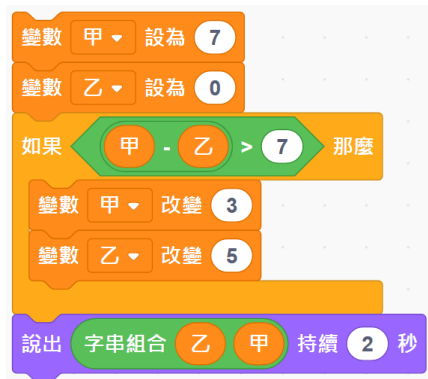 變數 甲 設為 7
變數 乙 設為 0
如果 甲 - 乙 > 7 那麼
變數 甲 改變 3
變數 乙 改變 5
說出 字串組合 乙 甲 持續 2 秒